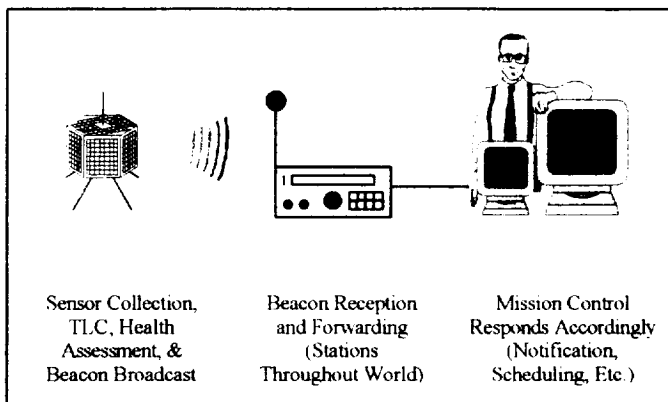 Sensor Collection,
TLC, Health
Assessment, &
Beacon Broadcast
Beacon Reception
and Forwarding
(Stations
Throughout World)
Mission Control
Responds Accordingly
(Notification,
Scheduling, Etc.)